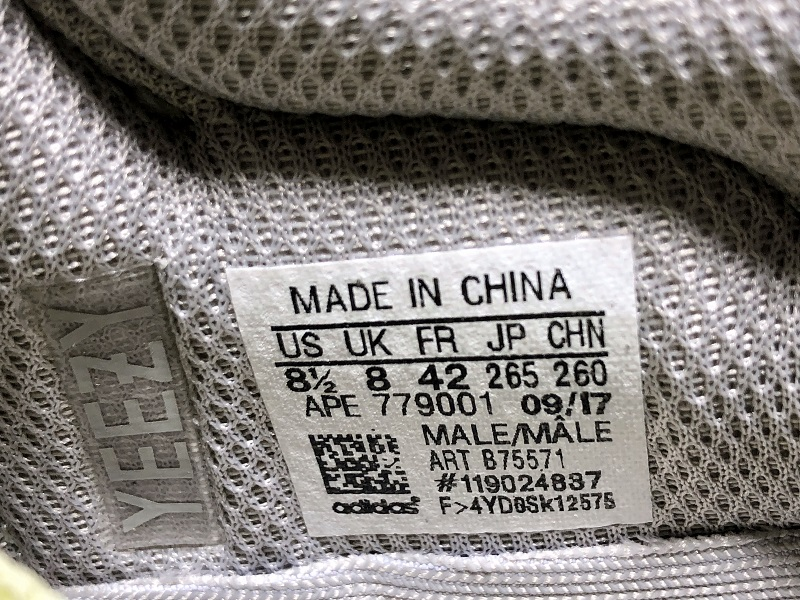 YEEZY
MADE IN CHINA
US UK FR JP CHN
8½ 8 42 265 260
APE 779001 09/17
MALE/MÂLE
ART B75571
#119024837
adidas F>4YD8SK1257S